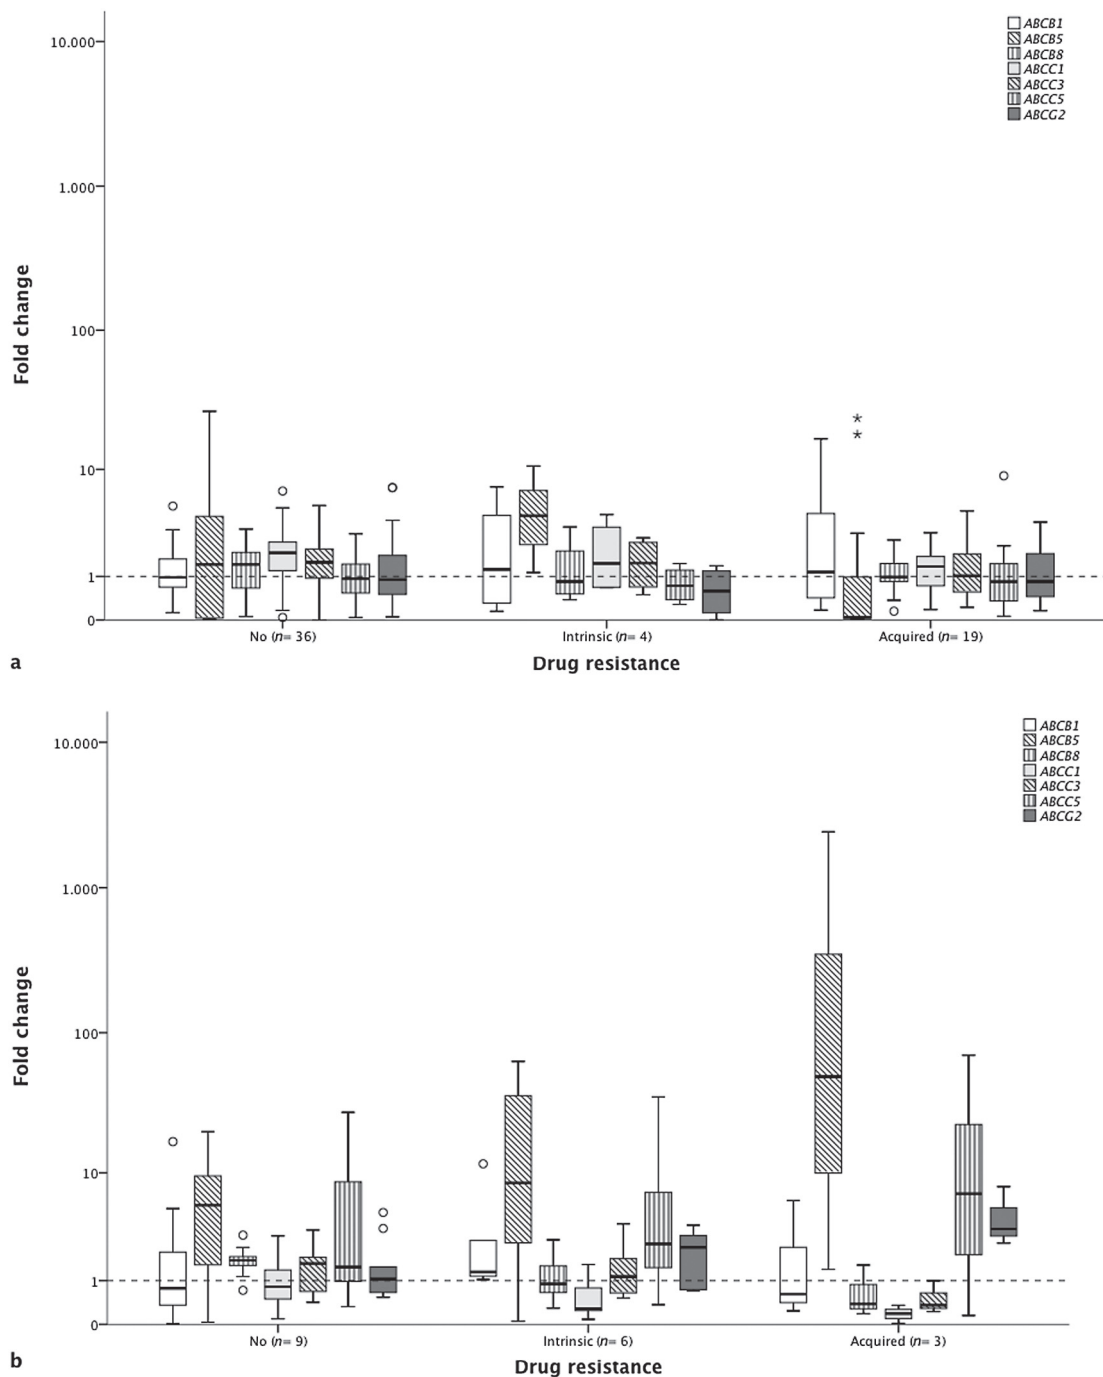 ABCB1
ABCB5
ABCB8
ABCC1
ABCC3
ABCC5
ABCG2
10.000
1.000
100
10
1
0
Fold change
No (n= 36)
Intrinsic (n= 4)
Acquired (n= 19)
Drug resistance
a
ABCB1
ABCB5
ABCB8
ABCC1
ABCC3
ABCC5
ABCG2
10.000
1.000
100
10
1
0
Fold change
No (n= 9)
Intrinsic (n= 6)
Acquired (n= 3)
Drug resistance
b